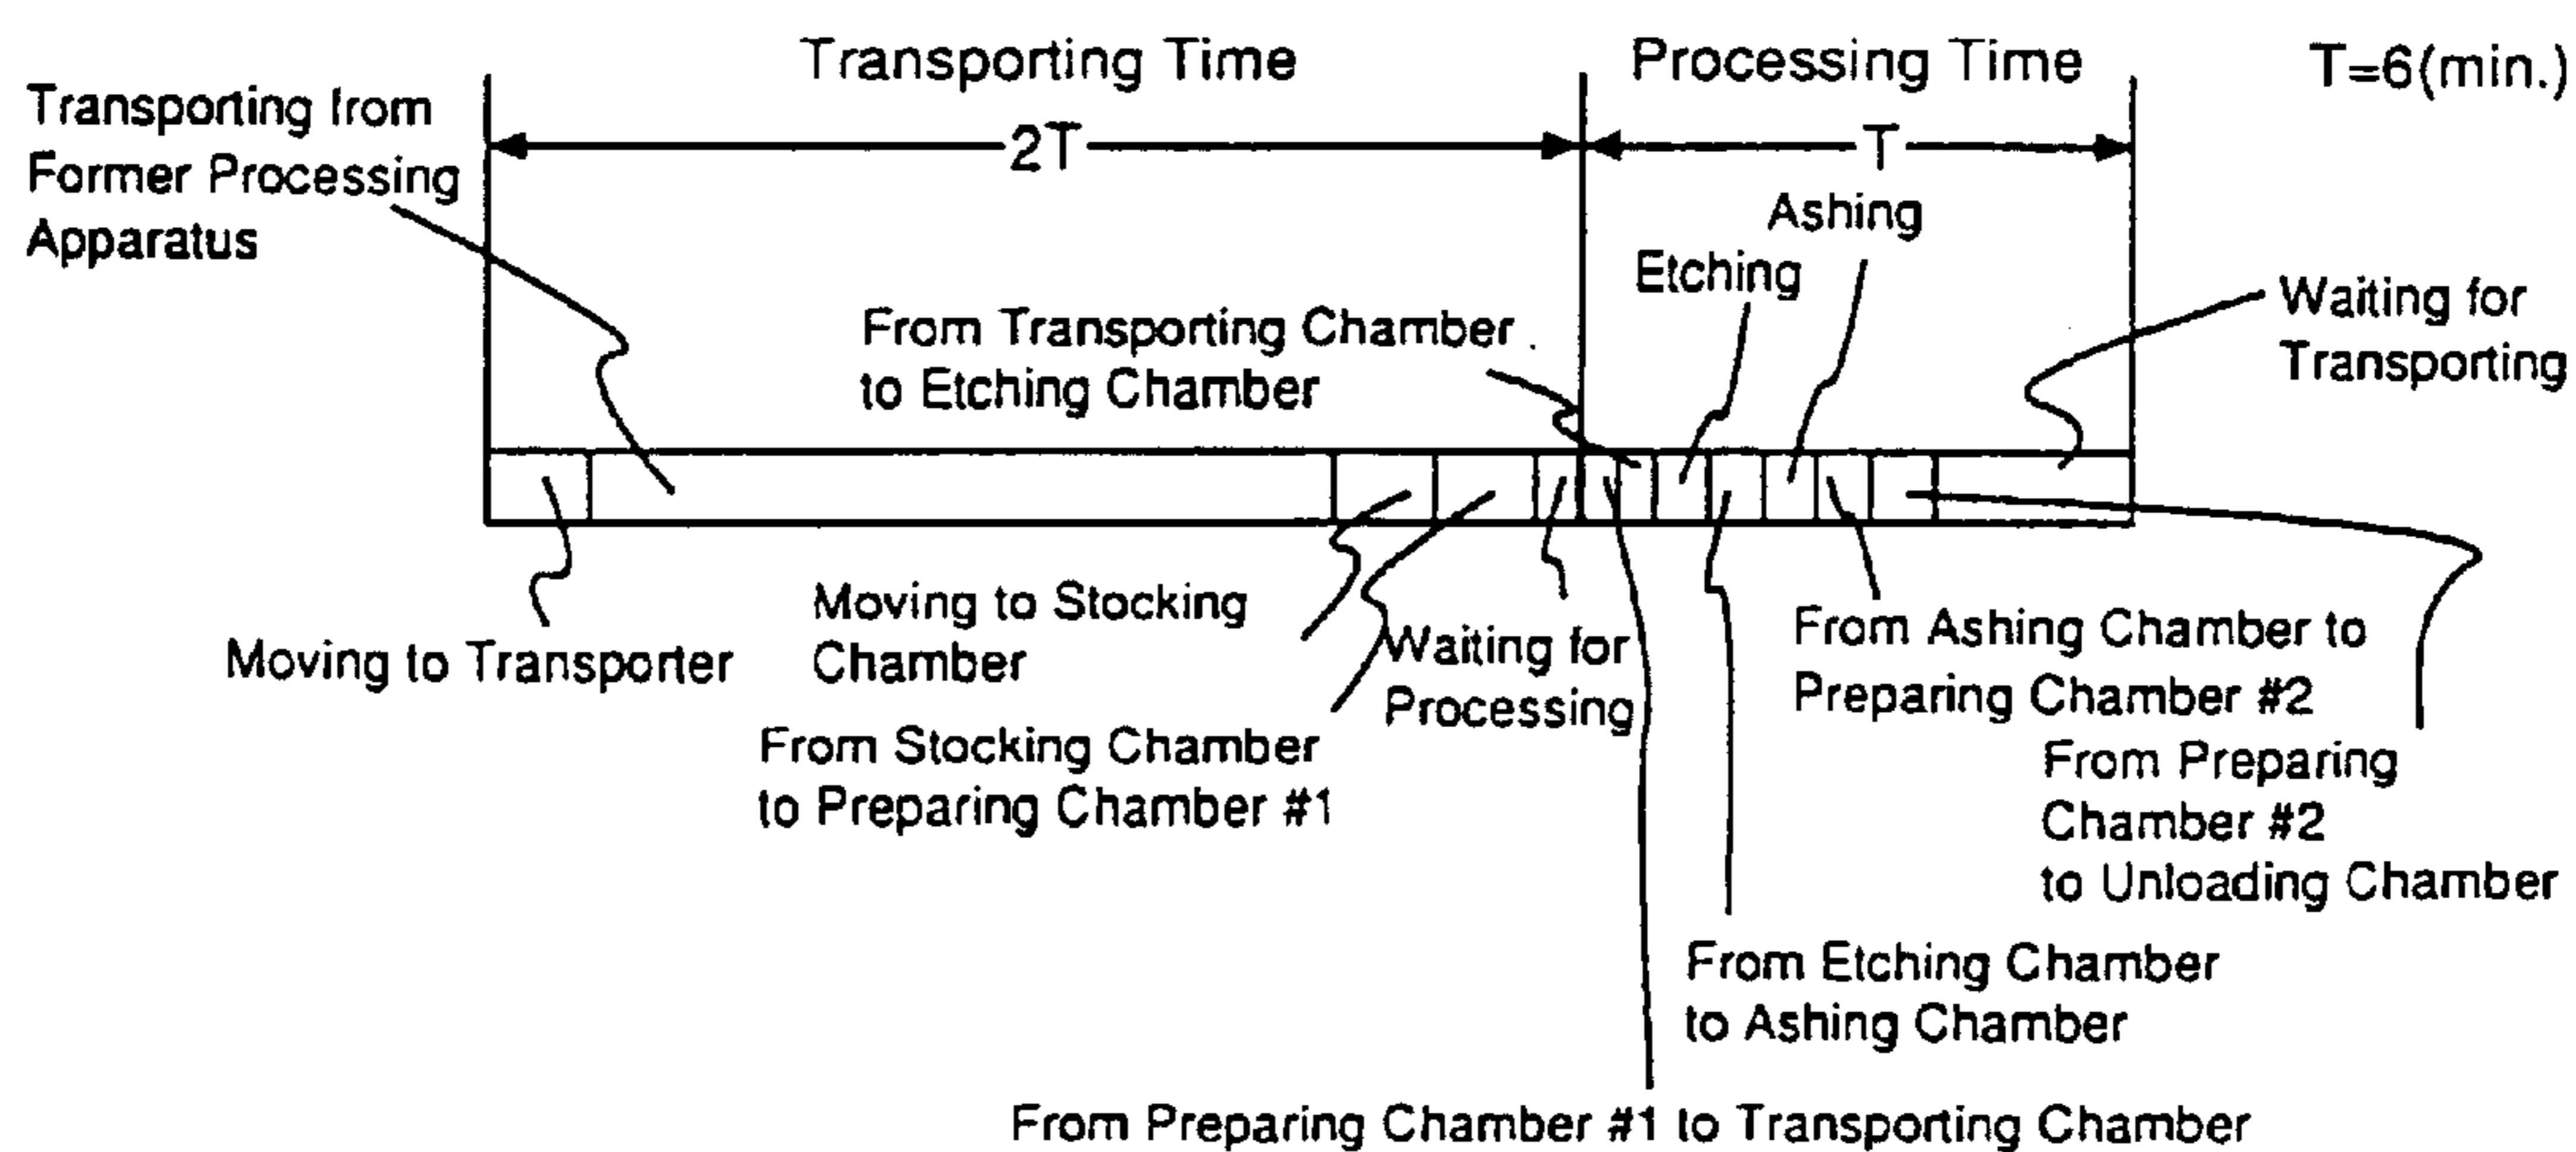 Transporting Time
Processing Time
T=6(min.)
Transporting from
Former Processing
Apparatus
2T
T
Ashing
Etching
From Transporting Chamber
to Etching Chamber
Waiting for
Transporting
Moving to Transporter
Moving to Stocking
Chamber
From Stocking Chamber
to Preparing Chamber #1
Waiting for
Processing
From Ashing Chamber to
Preparing Chamber #2
From Preparing
Chamber #2
to Unloading Chamber
From Etching Chamber
to Ashing Chamber
From Preparing Chamber #1 to Transporting Chamber